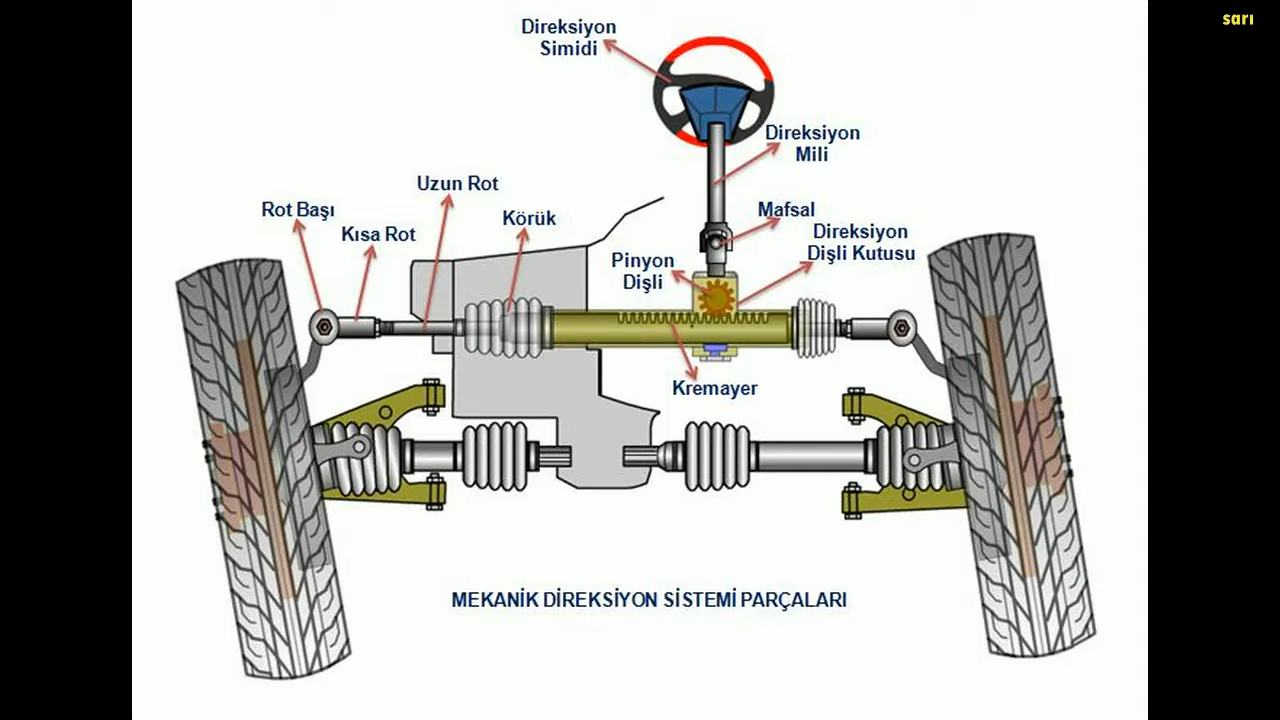 sarı
Direksiyon
Simidi
Direksiyon
Mili
Uzun Rot
Rot Başı
Körük
Mafsal
Kısa Rot
Direksiyon
Dişli Kutusu
Pinyon
Dişli
Kremayer
MEKANİK DİREKSİYON SİSTEMİ PARÇALARI